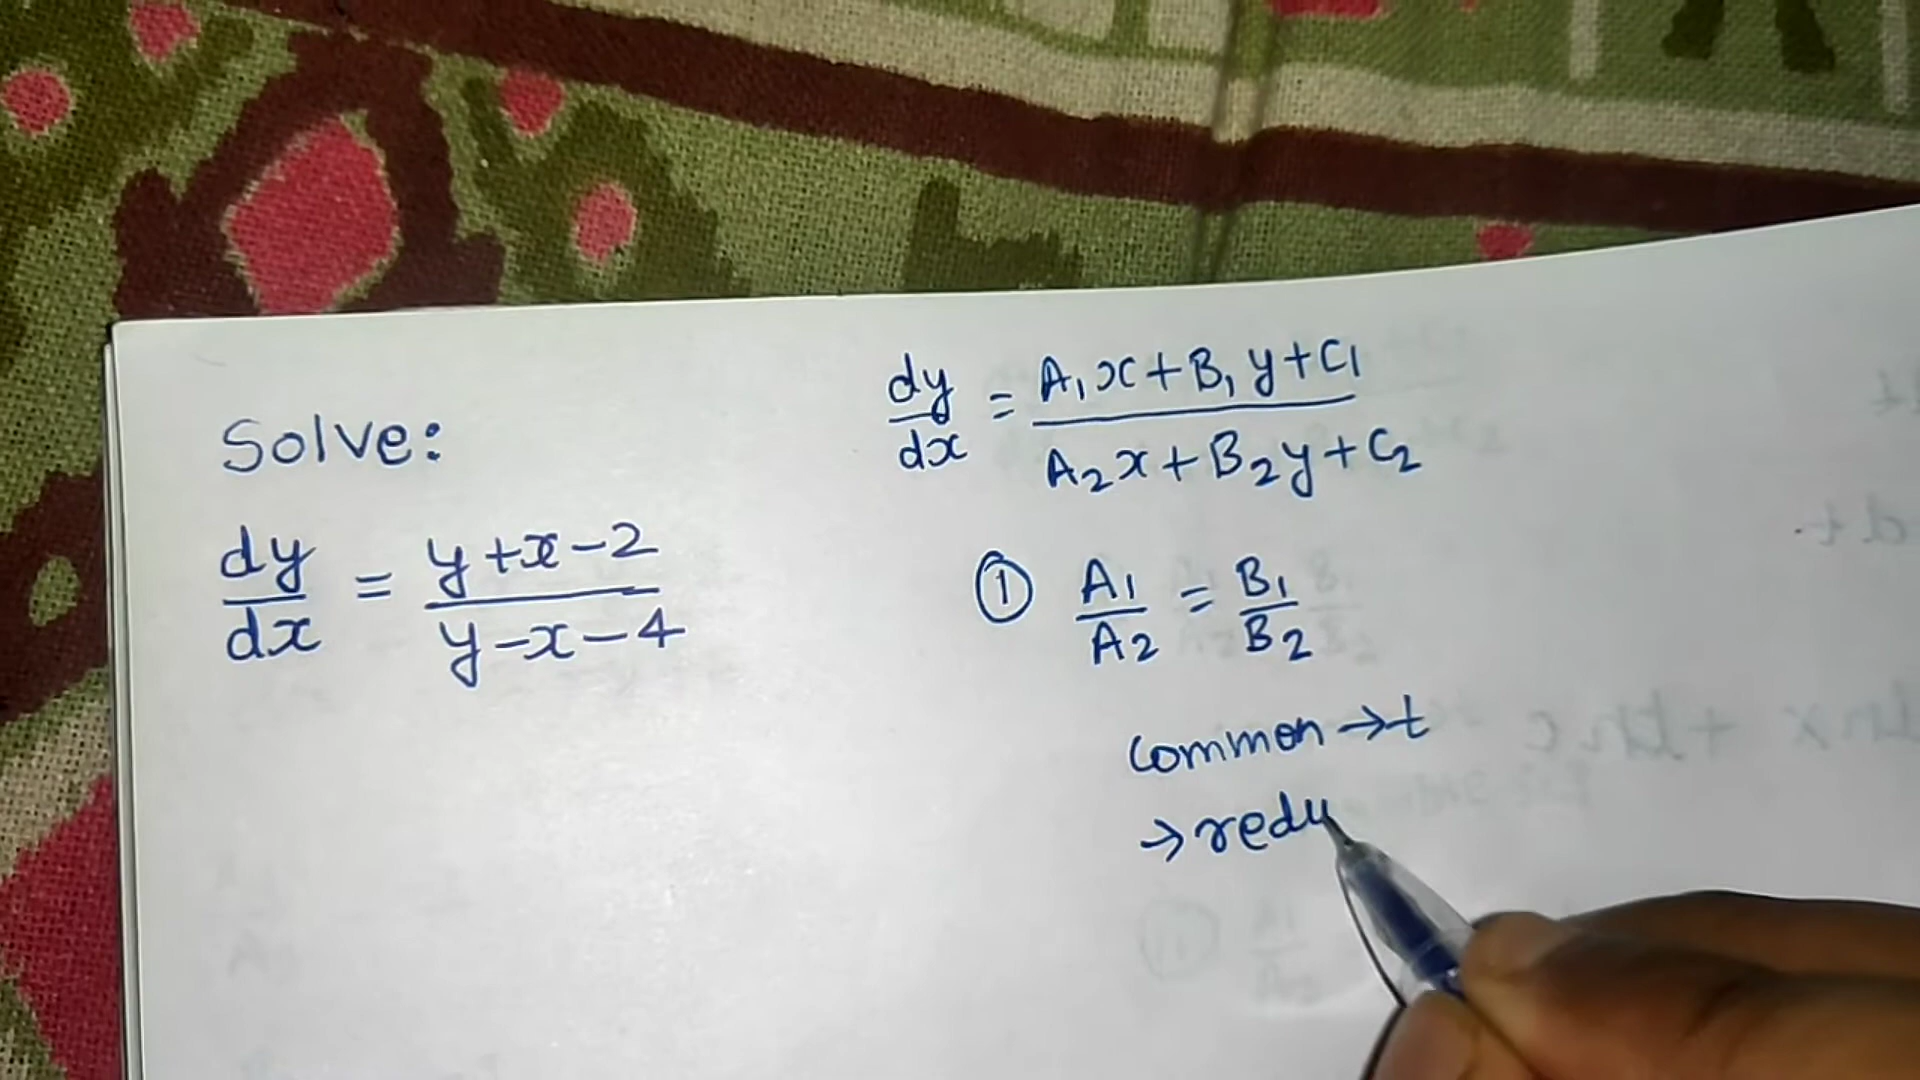 Solve:
dy/dx = y+x-2/y-x-4
dy/dx = A₁x+B₁y+C₁/A₂x+B₂y+C₂
① A₁/A₂ = B₁/B₂
common→t
→redu